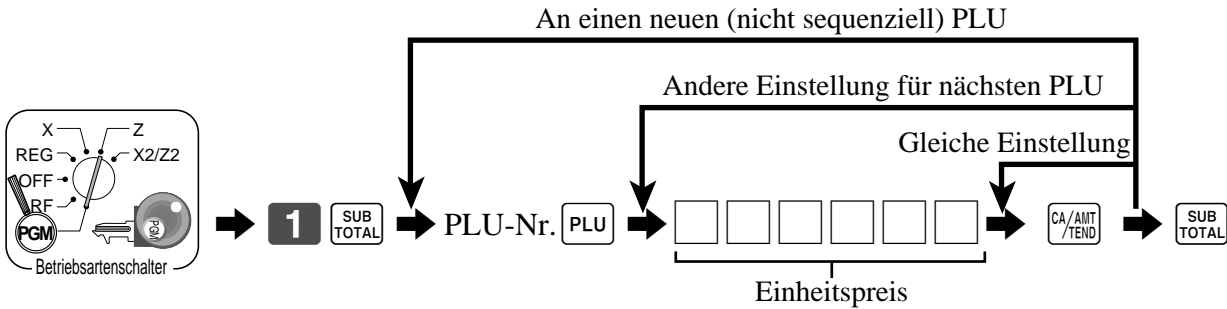 An einen neuen (nicht sequenziell) PLU
Andere Einstellung für nächsten PLU
Gleiche Einstellung
X
Z
REG
X2/Z2
OFF
RF
PGM
PGM
Betriebsartenschalter
1
SUB
TOTAL
PLU-Nr.
PLU
CA/AMT
/TEND
SUB
TOTAL
Einheitspreis